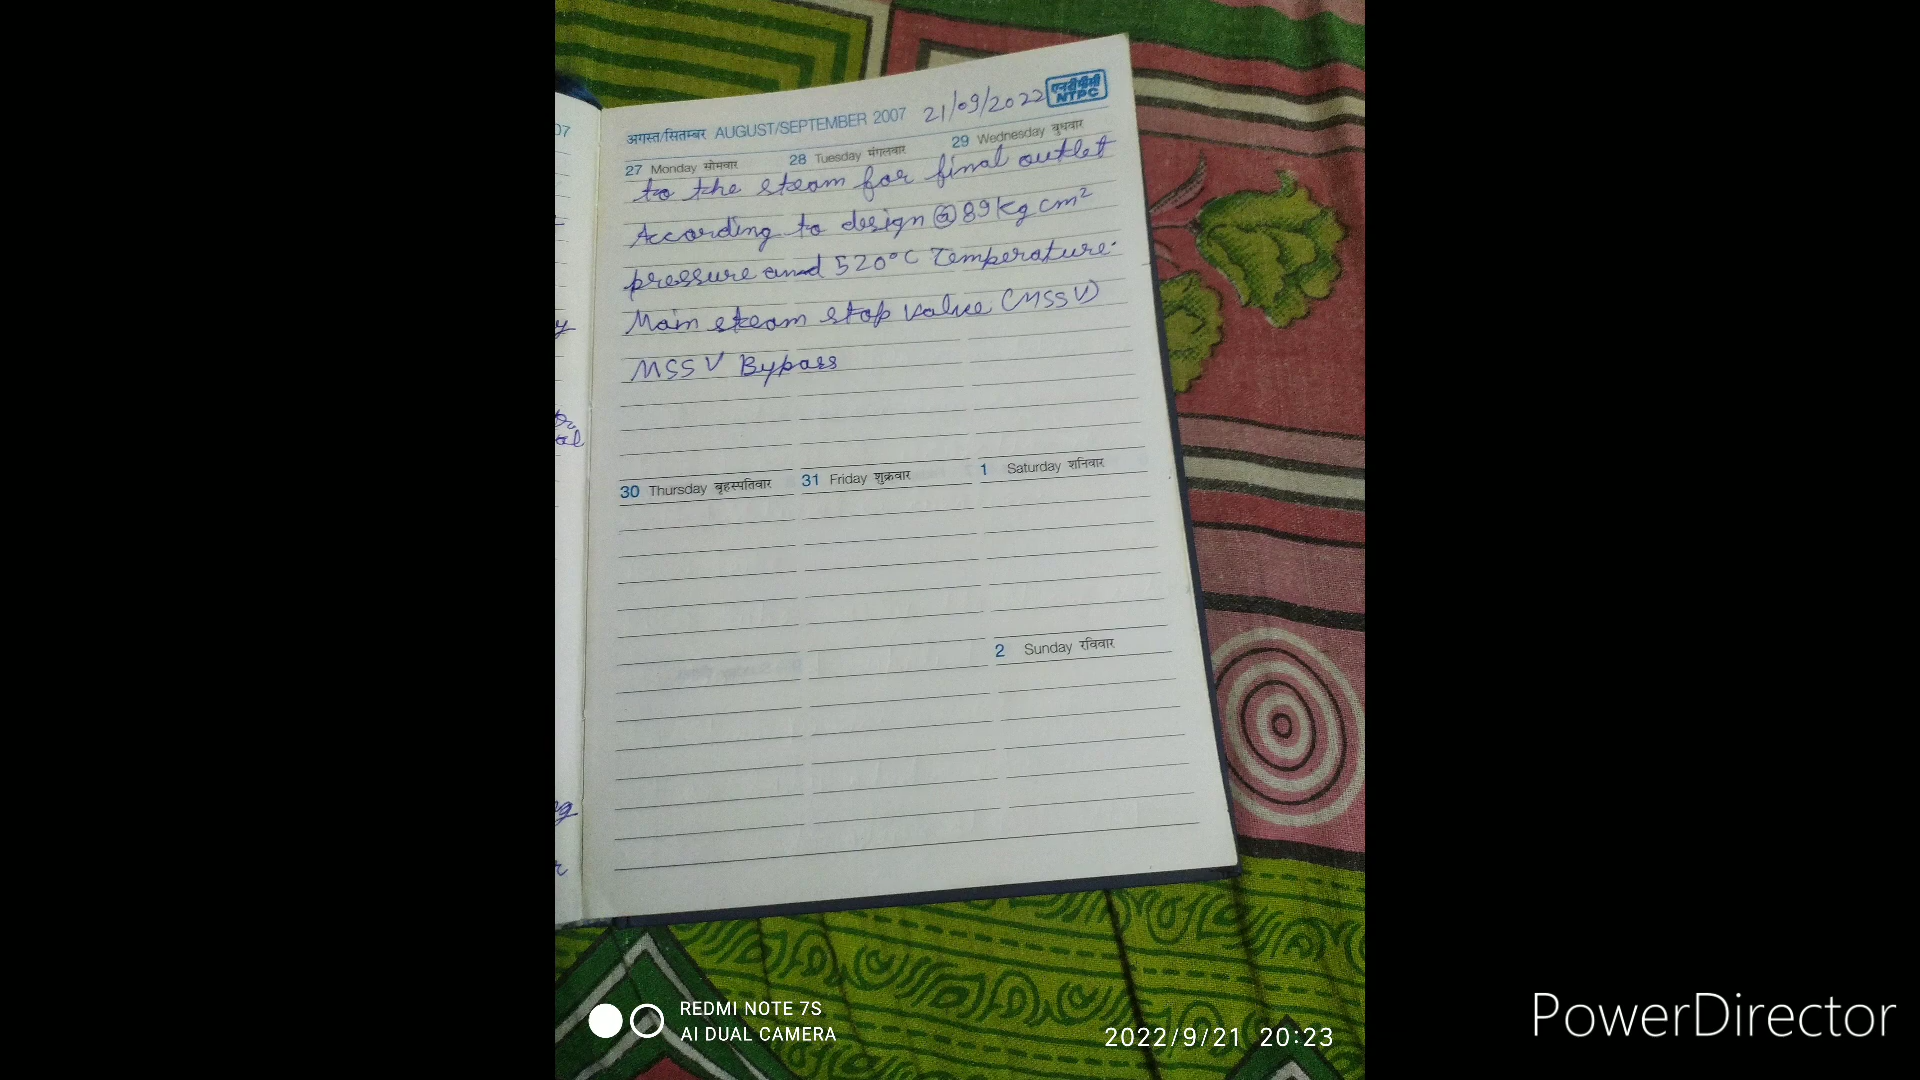 07
अगस्त/सितम्बर AUGUST/SEPTEMBER 2007 21/09/2022 एनटीपीसी NTPC
27 Monday सोमवार 28 Tuesday मंगलवार 29 Wednesday बुधवार
to the steam for final outlet
According to design @ 89 kg cm²
pressure and 520°C Temperature.
Main steam stop valve (MSSV)
MSSV Bypass
30 Thursday बृहस्पतिवार 31 Friday शुक्रवार 1 Saturday शनिवार
2 Sunday रविवार
REDMI NOTE 7S
AI DUAL CAMERA
2022/9/21 20:23
PowerDirector